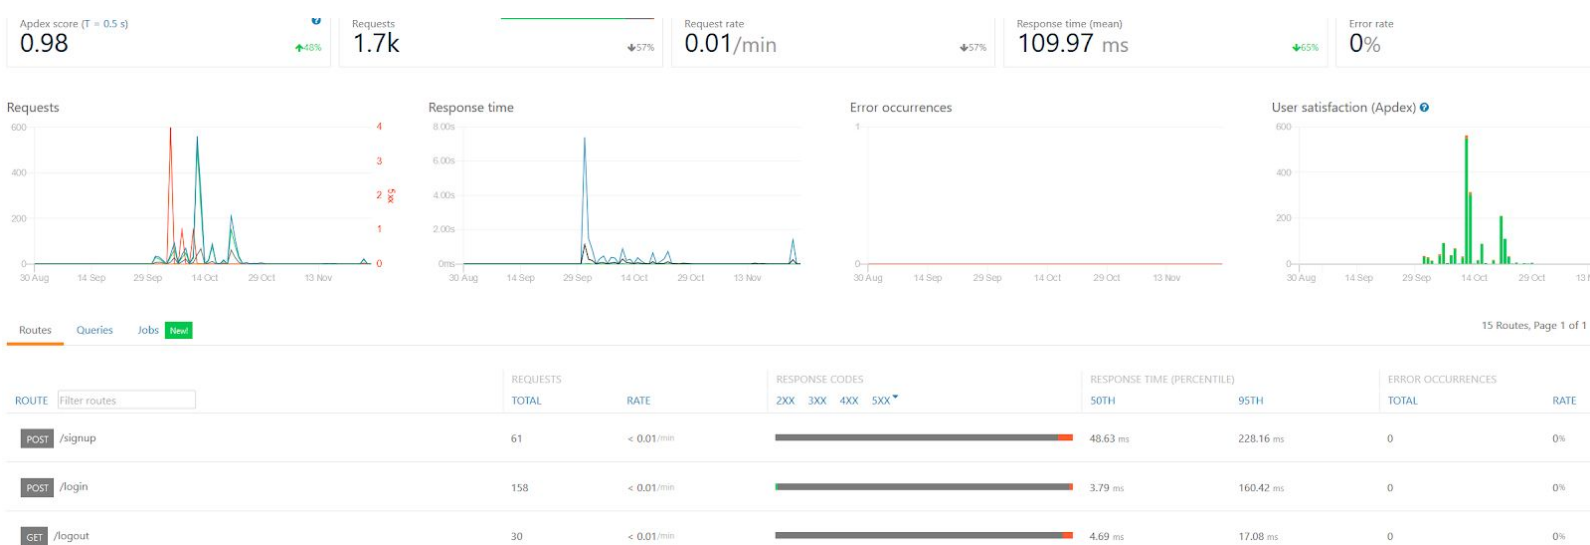 Apdex score (T = 0.5 s) Requests Request rate Response time (mean) Error rate
0.98 48% 1.7k 57% 0.01/min 57% 109.97 ms 65% 0%
Requests Response time Error occurrences User satisfaction (Apdex)
600 4 8.00s 1 600
3 6.00s
400 400
2 4.00s
5xx
200 1 2.00s 200
0 0 0ms 0 0
30 Aug 14 Sep 29 Sep 14 Oct 29 Oct 13 Nov 30 Aug 14 Sep 29 Sep 14 Oct 29 Oct 13 Nov 30 Aug 14 Sep 29 Sep 14 Oct 29 Oct 13 Nov 30 Aug 14 Sep 29 Sep 14 Oct 29 Oct 13 N
Routes Queries Jobs New! 15 Routes, Page 1 of 1
REQUESTS RESPONSE CODES RESPONSE TIME (PERCENTILE) ERROR OCCURRENCES
ROUTE Filter routes TOTAL RATE 2XX 3XX 4XX 5XX 50TH 95TH TOTAL RATE
POST /signup 61 < 0.01/min 48.63 ms 228.16 ms 0 0%
POST /login 158 < 0.01/min 3.79 ms 160.42 ms 0 0%
GET /logout 30 < 0.01/min 4.69 ms 17.08 ms 0 0%